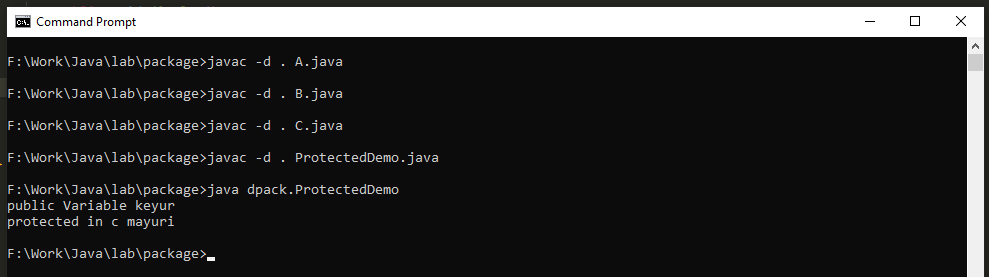 Command Prompt
F:\Work\Java\lab\package>javac -d . A.java
F:\Work\Java\lab\package>javac -d . B.java
F:\Work\Java\lab\package>javac -d . C.java
F:\Work\Java\lab\package>javac -d . ProtectedDemo.java
F:\Work\Java\lab\package>java dpack.ProtectedDemo
public Variable keyur
protected in c mayuri
F:\Work\Java\lab\package>